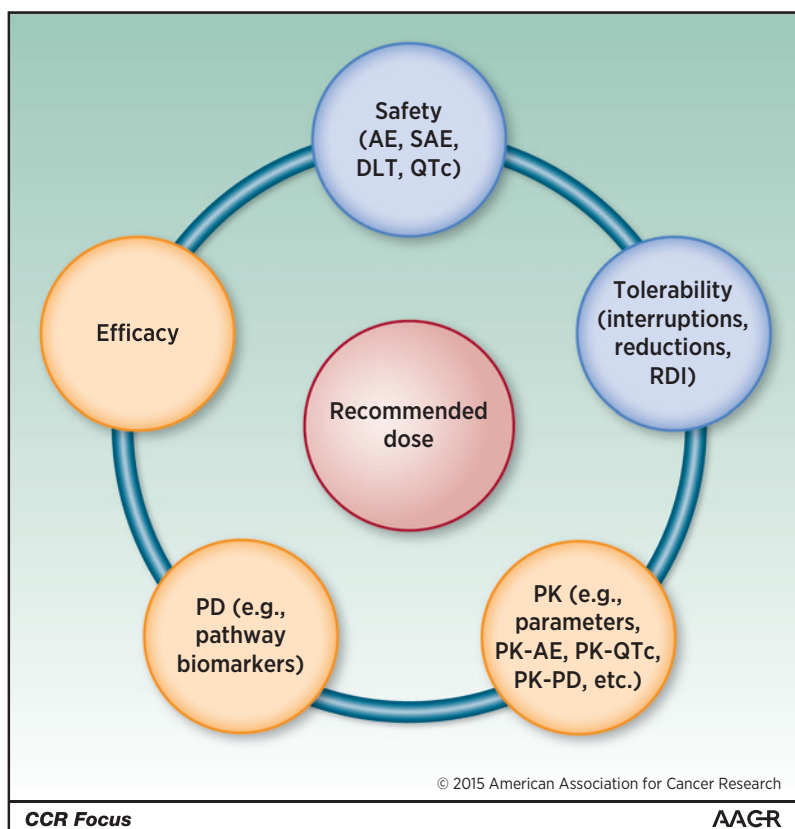 Safety
(AE, SAE,
DLT, QTc)
Tolerability
(interruptions,
reductions,
RDI)
Efficacy
Recommended
dose
PD (e.g.,
pathway
biomarkers)
PK (e.g.,
parameters,
PK-AE, PK-QTc,
PK-PD, etc.)
© 2015 American Association for Cancer Research
CCR Focus
AACR